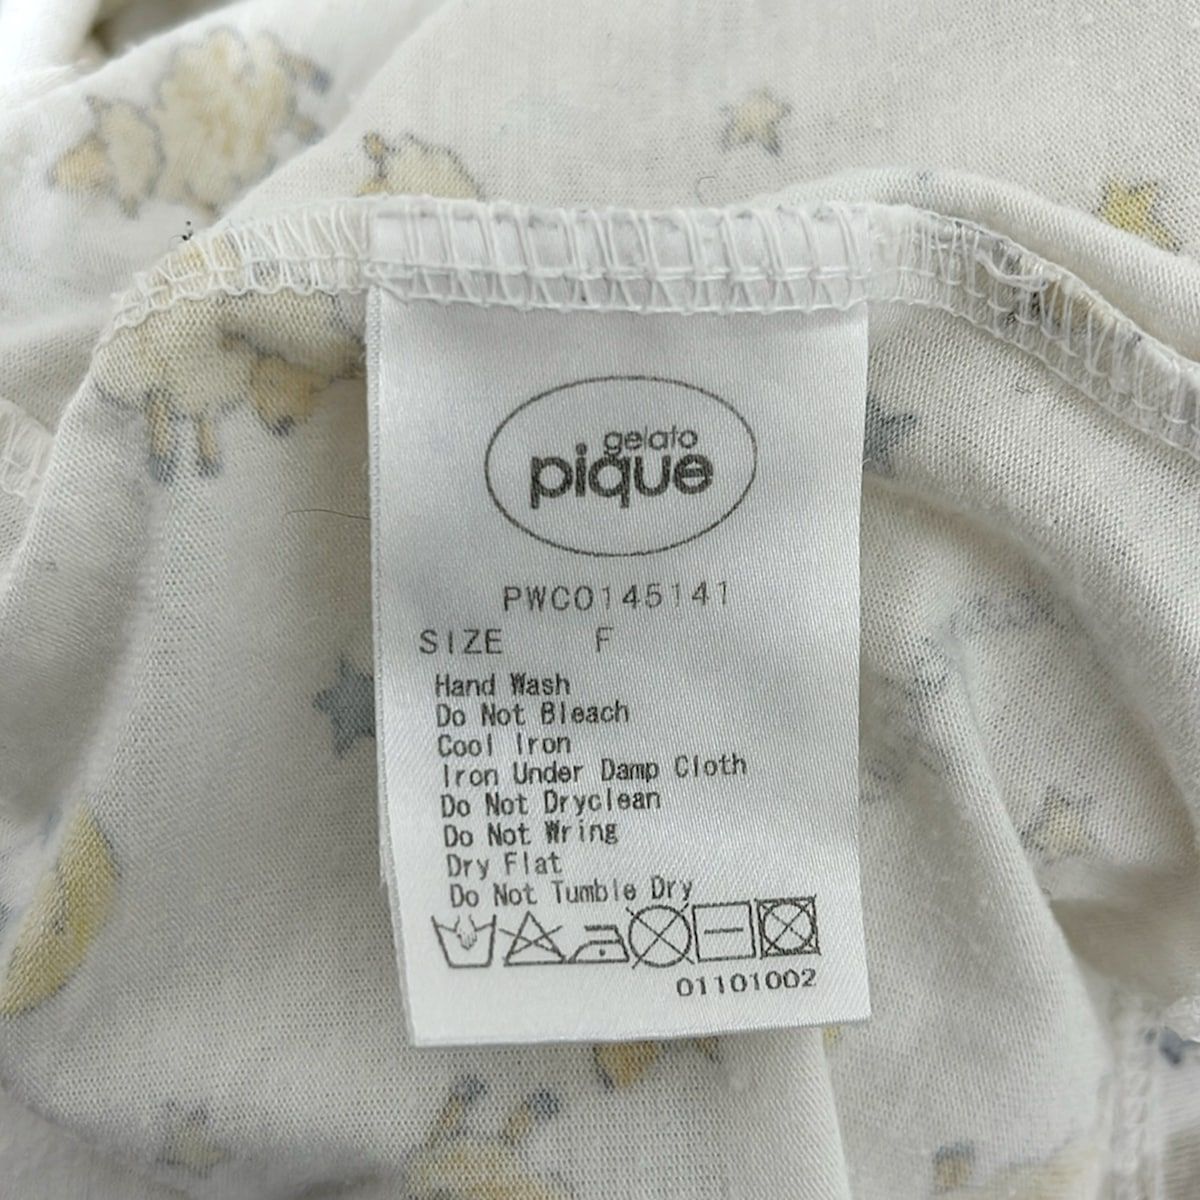 gelato
pique
PWCO145141
SIZE F
Hand Wash
Do Not Bleach
Cool Iron
Iron Under Damp Cloth
Do Not Dryclean
Do Not Wring
Dry Flat
Do Not Tumble Dry
01101002